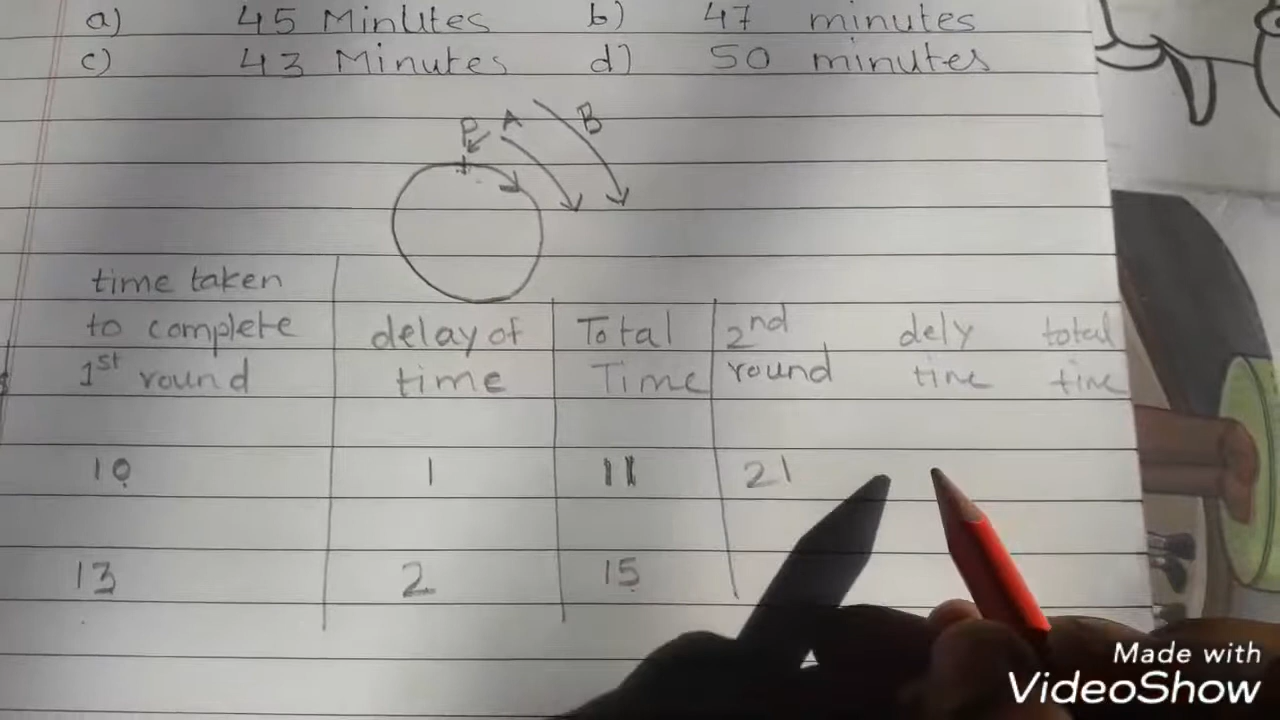 a) 45 Minutes b) 47 minutes
c) 43 Minutes d) 50 minutes
P A B
time taken
to complete delay of Total 2nd dely total
1st round time Time round time time
10 1 11 21
13 2 15
Made with
VideoShow